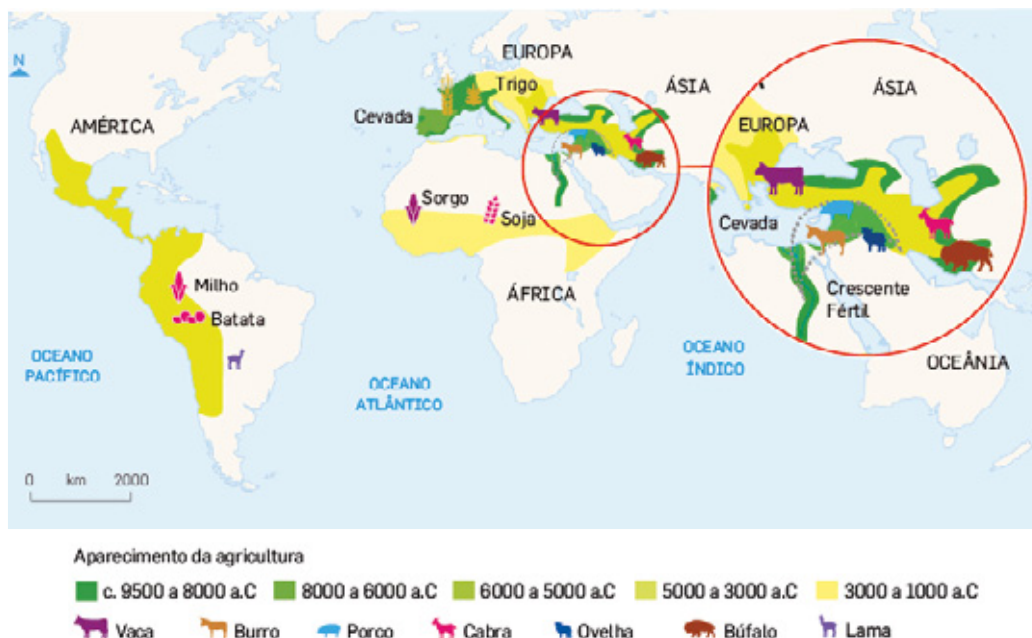 N
AMÉRICA
EUROPA
Trigo
Cevada
ÁSIA
Sorgo
Soja
ÁFRICA
Milho
Batata
OCEANO
PACÍFICO
OCEANO
ATLÂNTICO
OCEANO
ÍNDICO
OCEÂNIA
ÁSIA
EUROPA
Cevada
Crescente
Fértil
0 km 2000
Aparecimento da agricultura
c. 9500 a 8000 a.C 8000 a 6000 a.C 6000 a 5000 a.C 5000 a 3000 a.C 3000 a 1000 a.C
Vaca Burro Porco Cabra Ovelha Búfalo Lama